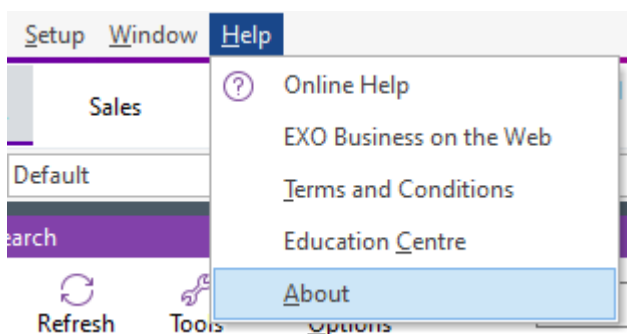 Setup Window Help
Sales
Online Help
EXO Business on the Web
Default
Terms and Conditions
earch
Education Centre
About
Refresh Tools Options